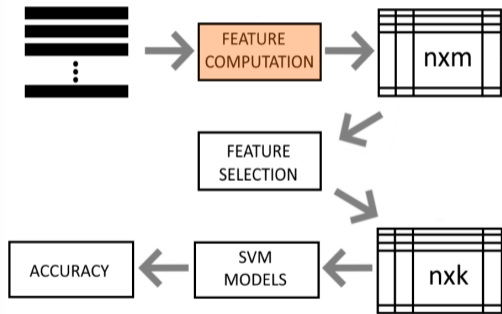 FEATURE
COMPUTATION
nxm
FEATURE
SELECTION
nxk
SVM
MODELS
ACCURACY